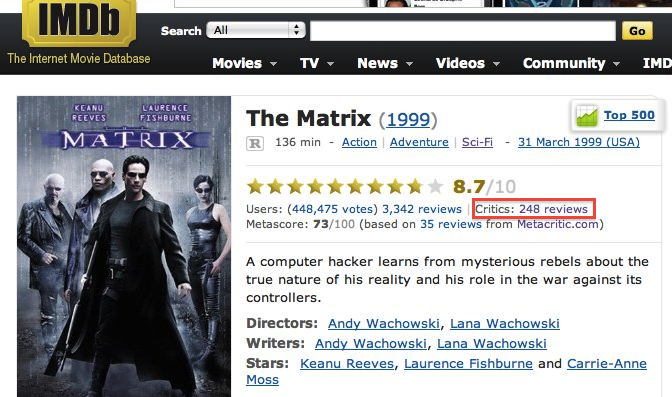 IMDb
The Internet Movie Database
Search All Go
Movies TV News Videos Community IMD
KEANU REEVES LAURENCE FISHBURNE
MATRIX
The Matrix (1999)
Top 500
R 136 min - Action | Adventure | Sci-Fi - 31 March 1999 (USA)
8.7/10
Users: (448,475 votes) 3,342 reviews | Critics: 248 reviews
Metascore: 73/100 (based on 35 reviews from Metacritic.com)
A computer hacker learns from mysterious rebels about the
true nature of his reality and his role in the war against its
controllers.
Directors: Andy Wachowski, Lana Wachowski
Writers: Andy Wachowski, Lana Wachowski
Stars: Keanu Reeves, Laurence Fishburne and Carrie-Anne
Moss